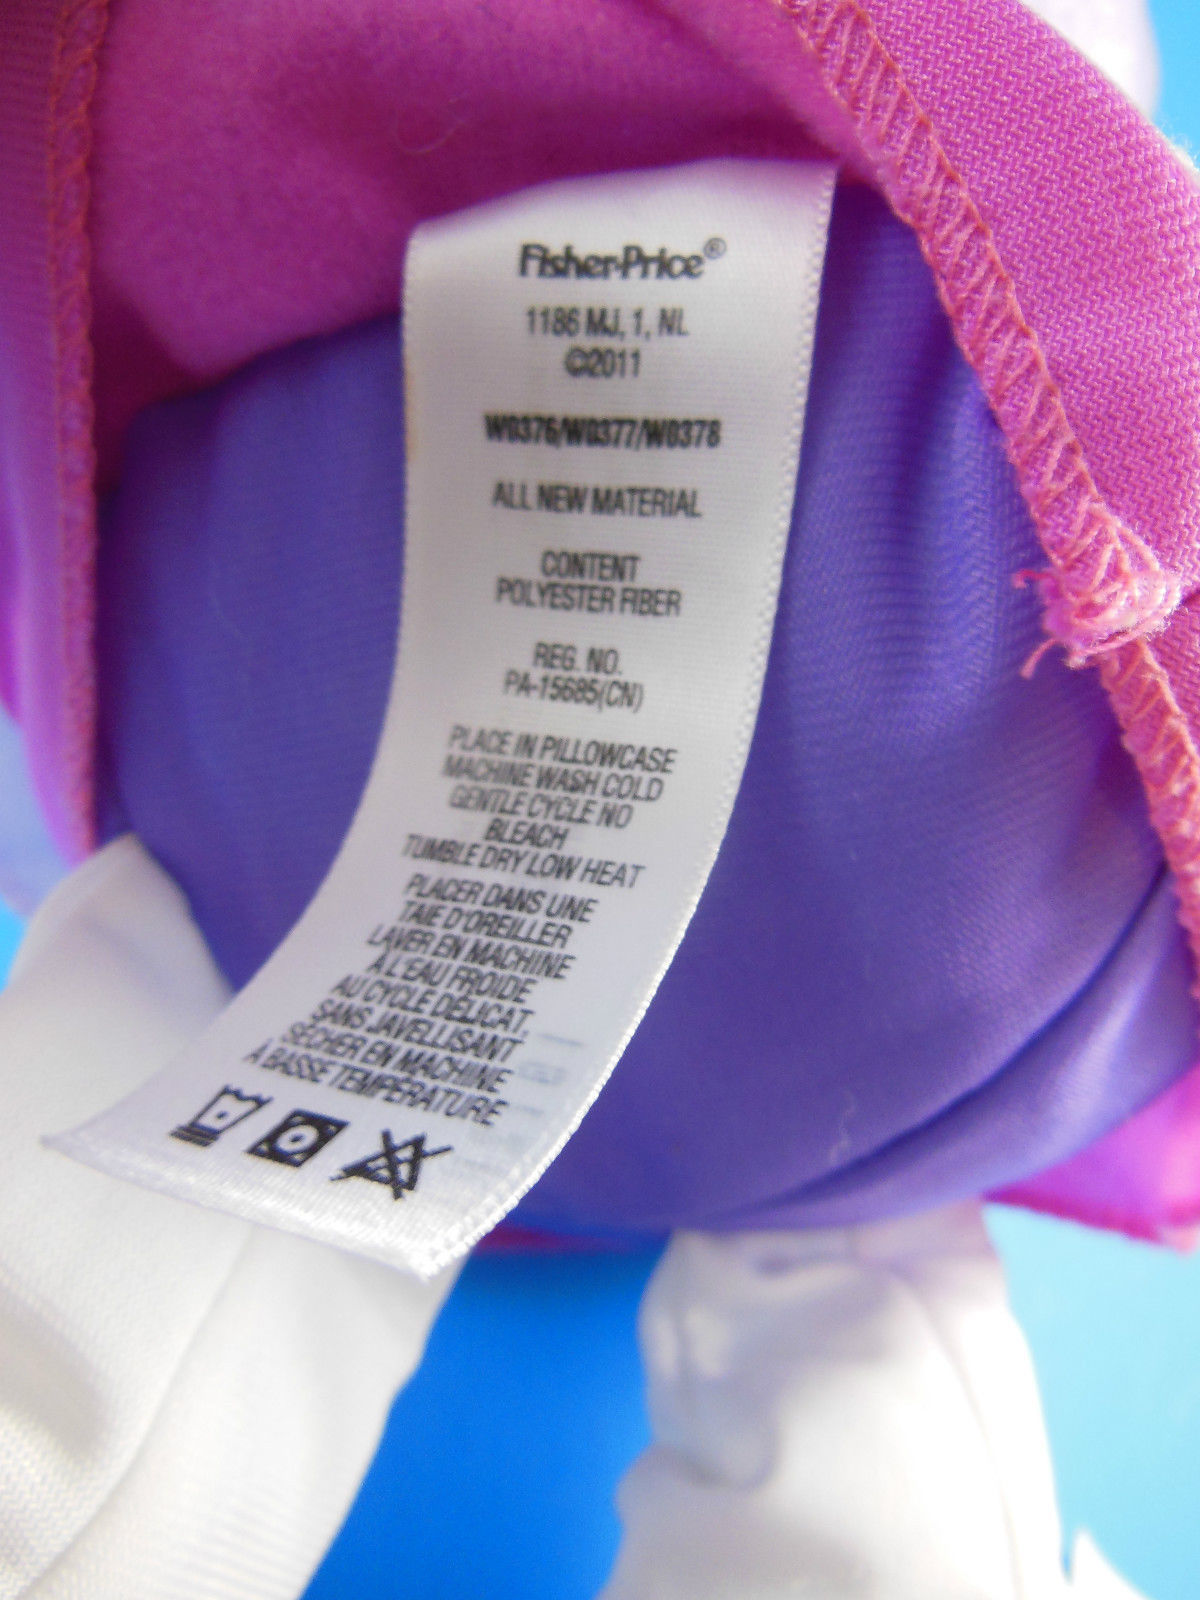 Fisher-Price®
1186 MJ, 1, NL
©2011
W0376/W0377/W0378
ALL NEW MATERIAL
CONTENT
POLYESTER FIBER
REG. NO.
PA-15685(CN)
PLACE IN PILLOWCASE
MACHINE WASH COLD
GENTLE CYCLE NO
BLEACH
TUMBLE DRY LOW HEAT
PLACER DANS UNE
TAIE D'OREILLER
LAVER EN MACHINE
À L'EAU FROIDE
AU CYCLE DÉLICAT,
SANS JAVELLISANT
SÉCHER EN MACHINE
À BASSE TEMPÉRATURE